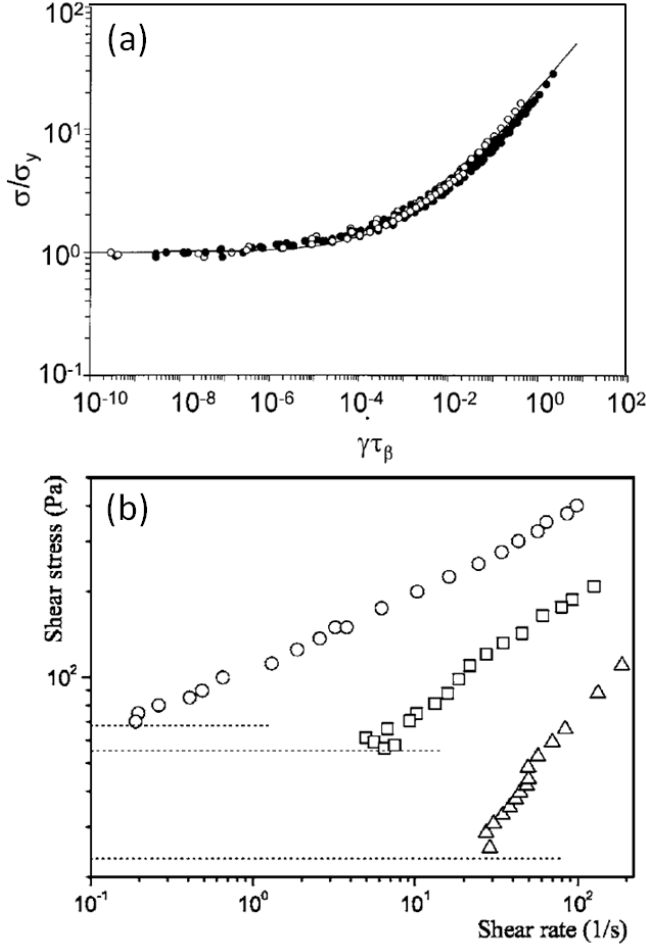 (a)
10²
10¹
10⁰
10⁻¹
σ/σy
10⁻¹⁰ 10⁻⁸ 10⁻⁶ 10⁻⁴ 10⁻² 10⁰ 10²
γ̇τβ
(b)
Shear stress (Pa)
10²
10⁻¹ 10⁰ 10¹ 10²
Shear rate (1/s)